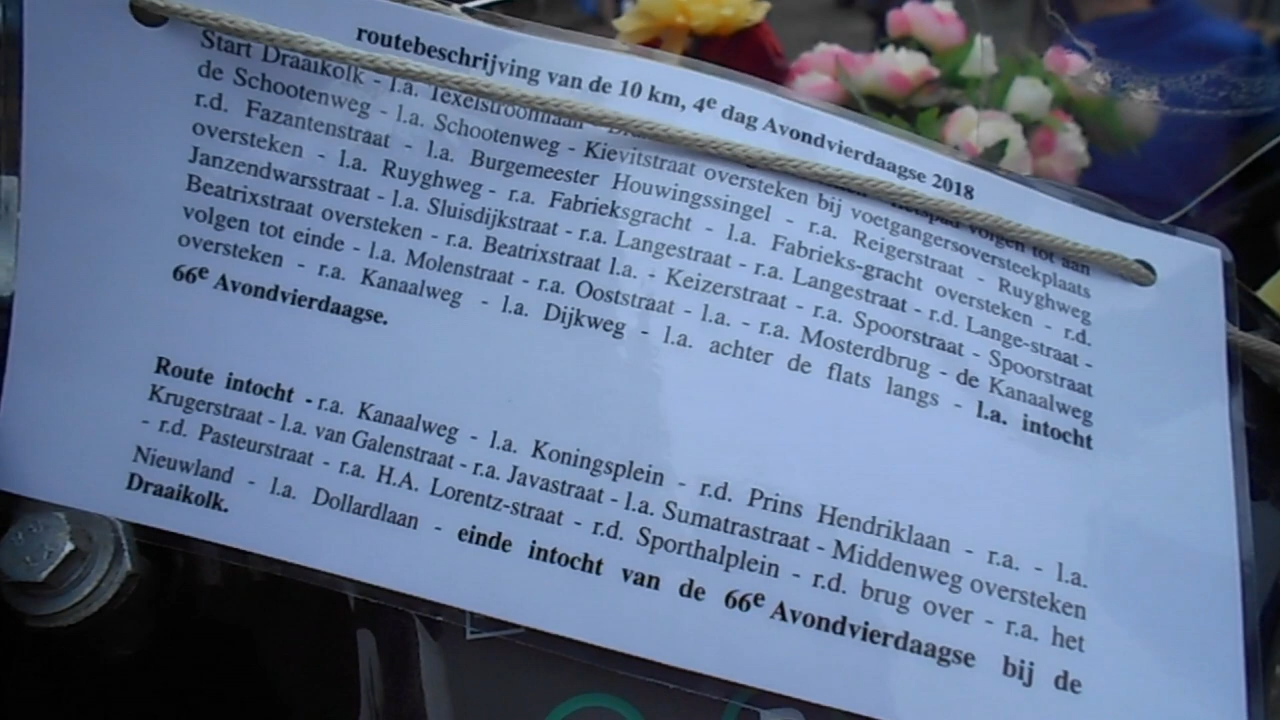 routebeschrijving van de 10 km, 4e dag Avondvierdaagse 2018
Start Draaikolk - l.a. Texelstroomlaan - fietspad volgen tot aan
de Schootenweg - l.a. Schootenweg - Kievitstraat oversteken bij voetgangersoversteekplaats
r.d. Fazantenstraat - l.a. Burgemeester Houwingssingel - r.a. Reigerstraat - Ruyghweg
oversteken - l.a. Ruyghweg - r.a. Fabrieksgracht - l.a. Fabrieks-gracht oversteken - r.d.
Janzendwarsstraat - l.a. Sluisdijkstraat - r.a. Langestraat - r.a. Langestraat - r.d. Lange-straat -
Beatrixstraat oversteken - r.a. Beatrixstraat l.a. - Keizerstraat - r.a. Spoorstraat - Spoorstraat
volgen tot einde - l.a. Molenstraat - r.a. Ooststraat - l.a. - r.a. Mosterdbrug - de Kanaalweg
oversteken - r.a. Kanaalweg - l.a. Dijkweg l.a. achter de flats langs - l.a. intocht
66e Avondvierdaagse.
Route intocht - r.a. Kanaalweg - l.a. Koningsplein - r.d. Prins Hendriklaan - r.a. - l.a.
Krugerstraat - l.a. van Galenstraat - r.a. Javastraat - l.a. Sumatrastraat - Middenweg oversteken
- r.d. Pasteurstraat - r.a. H.A. Lorentz-straat - r.d. Sporthalplein - r.d. brug over - r.a. het
Nieuwland - l.a. Dollardlaan - einde intocht van de 66e Avondvierdaagse bij de
Draaikolk.